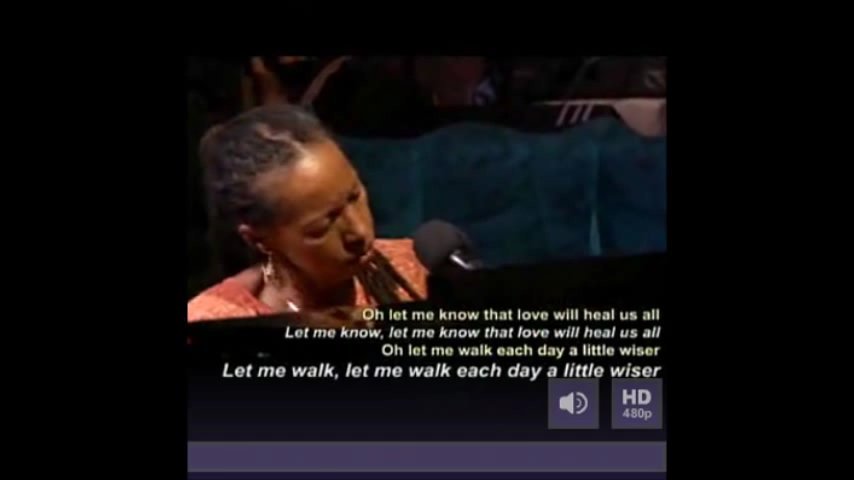 Oh let me know that love will heal us all
Let me know, let me know that love will heal us all
Oh let me walk each day a little wiser
Let me walk, let me walk each day a little wiser
HD
480p